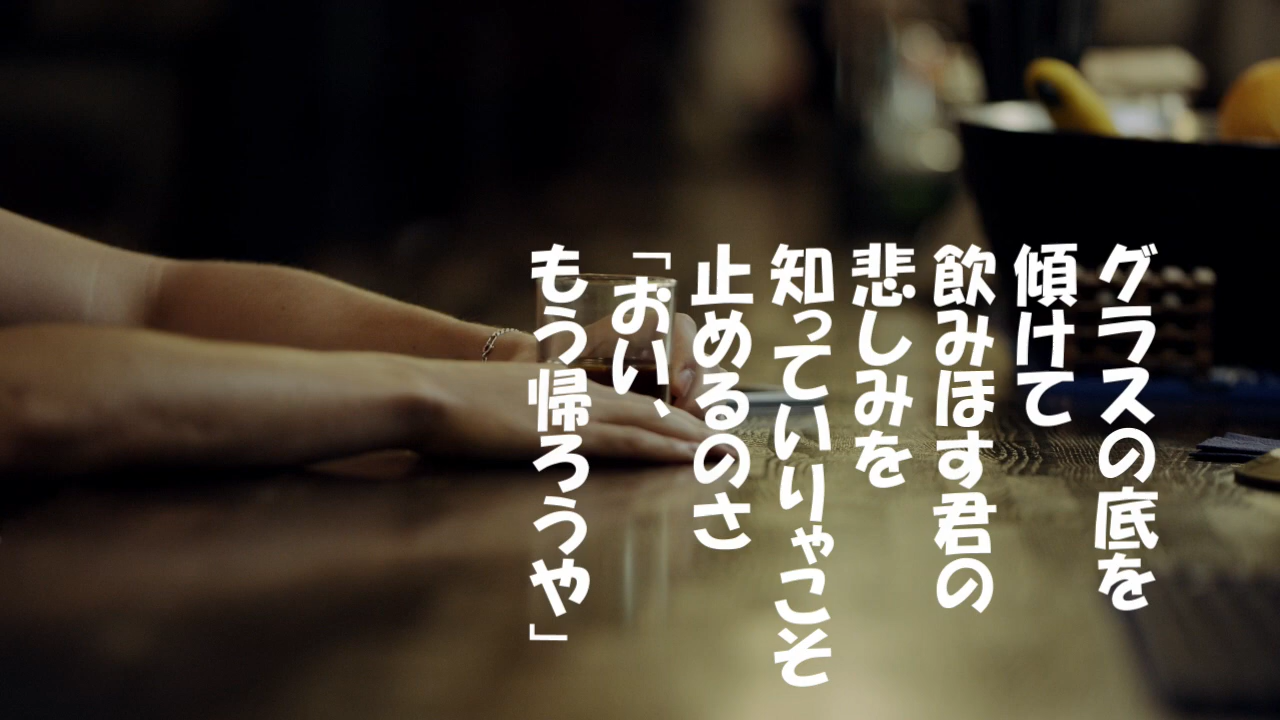 グラスの底を
傾けて
飲みほす君の
悲しみを
知っていりゃこそ
止めるのさ
「おい、
もう帰ろうや」